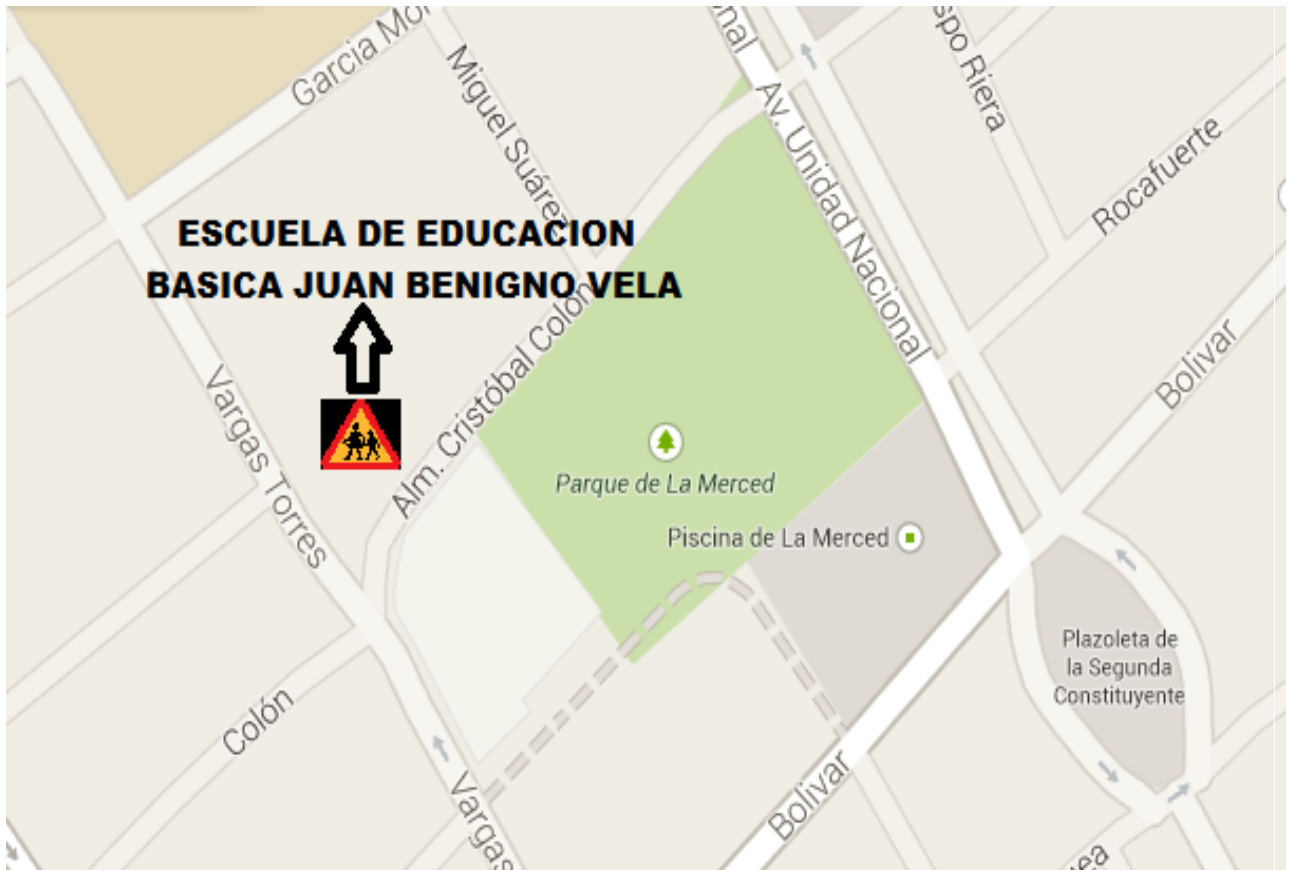 Garcia Mor
Miguel Suárez
nal
spo Riera
Av. Unidad Nacional
Rocafuerte
ESCUELA DE EDUCACION
BASICA JUAN BENIGNO VELA
Alm. Cristóbal Colón
Bolivar
Vargas Torres
Parque de La Merced
Piscina de La Merced
Plazoleta de
la Segunda
Constituyente
Colón
Vargas
Bolivar
ea